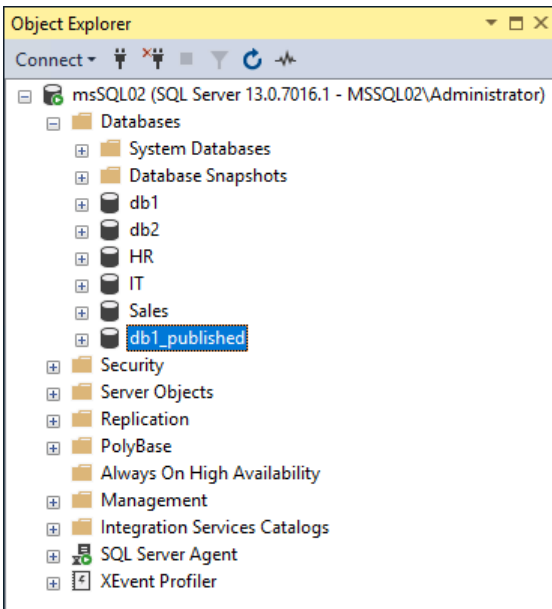 Object Explorer
Connect
msSQL02 (SQL Server 13.0.7016.1 - MSSQL02\Administrator)
Databases
System Databases
Database Snapshots
db1
db2
HR
IT
Sales
db1_published
Security
Server Objects
Replication
PolyBase
Always On High Availability
Management
Integration Services Catalogs
SQL Server Agent
XEvent Profiler